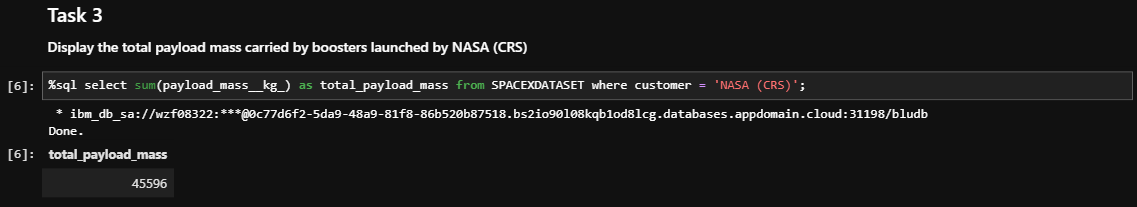 Task 3
Display the total payload mass carried by boosters launched by NASA (CRS)
[6]: %sql select sum(payload_mass__kg_) as total_payload_mass from SPACEXDATASET where customer = 'NASA (CRS)';
* ibm_db_sa://wzf08322:***@0c77d6f2-5da9-48a9-81f8-86b520b87518.bs2io90l08kqb1od8lcg.databases.appdomain.cloud:31198/bludb
Done.
[6]: total_payload_mass
45596